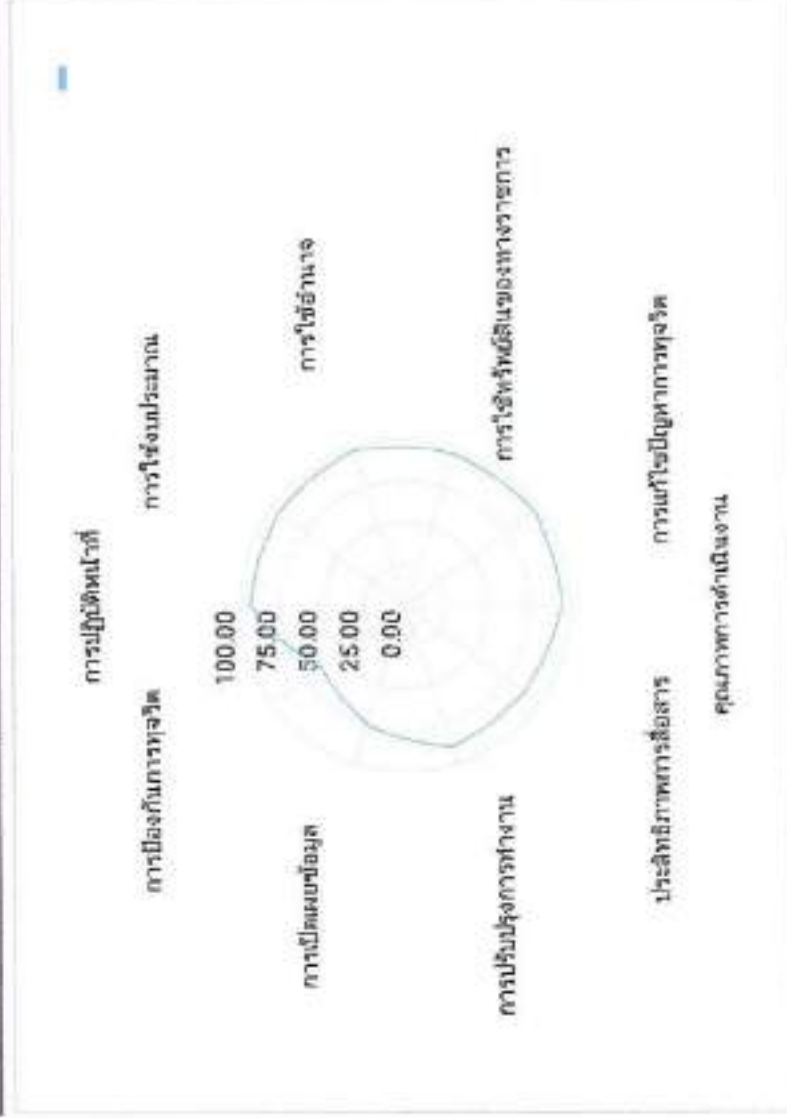 การปฏิบัติหน้าที่
การป้องกันการทุจริต
การใช้งบประมาณ
100.00
75.00
50.00
25.00
0.00
การเปิดเผยข้อมูล
การใช้อำนาจ
การปรับปรุงการทำงาน
การใช้ทรัพย์สินของทางราชการ
ประสิทธิภาพการสื่อสาร
การแก้ไขปัญหาการทุจริต
คุณภาพการดำเนินงาน